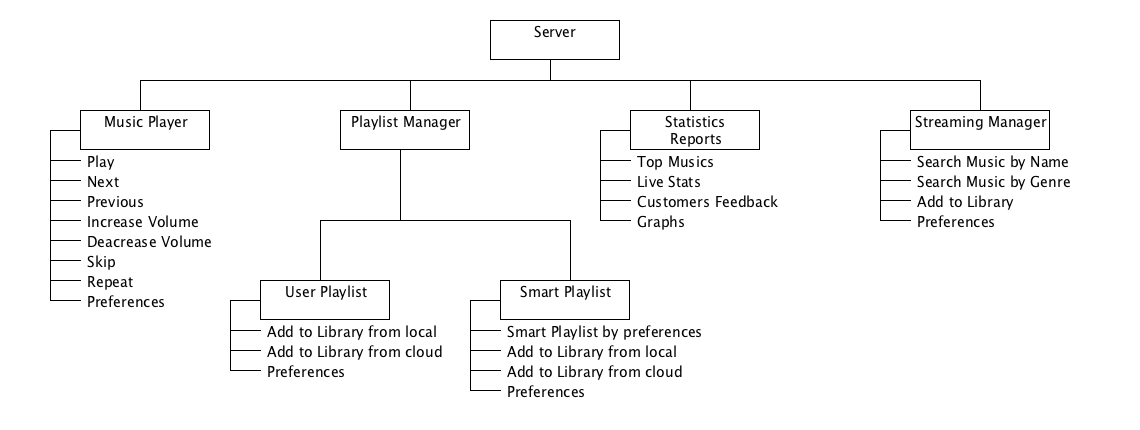 Server
Music Player
Playlist Manager
Statistics
Reports
Streaming Manager
Play
Next
Previous
Increase Volume
Deacrease Volume
Skip
Repeat
Preferences
Top Musics
Live Stats
Customers Feedback
Graphs
Search Music by Name
Search Music by Genre
Add to Library
Preferences
User Playlist
Add to Library from local
Add to Library from cloud
Preferences
Smart Playlist
Smart Playlist by preferences
Add to Library from local
Add to Library from cloud
Preferences